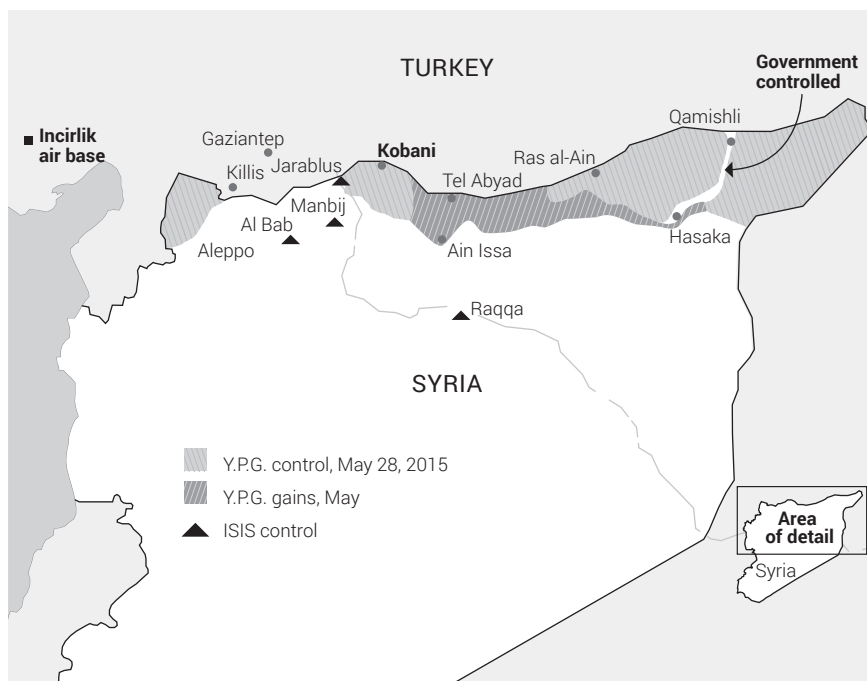 TURKEY
Government
controlled
Incirlik
air base
Gaziantep
Killis
Jarablus
Kobani
Ras al-Ain
Qamishli
Tel Abyad
Manbij
Al Bab
Aleppo
Ain Issa
Hasaka
Raqqa
SYRIA
Y.P.G. control, May 28, 2015
Y.P.G. gains, May
ISIS control
Area
of detail
Syria